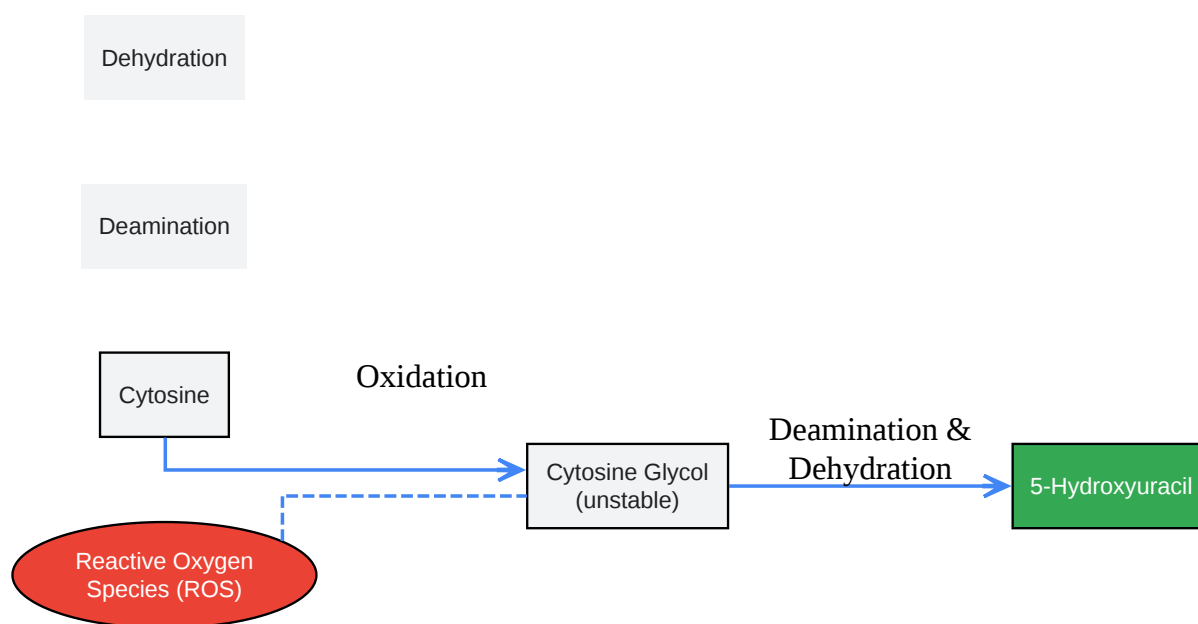 Dehydration
Deamination
Cytosine
Oxidation
Cytosine Glycol
(unstable)
Deamination &
Dehydration
5-Hydroxyuracil
Reactive Oxygen
Species (ROS)